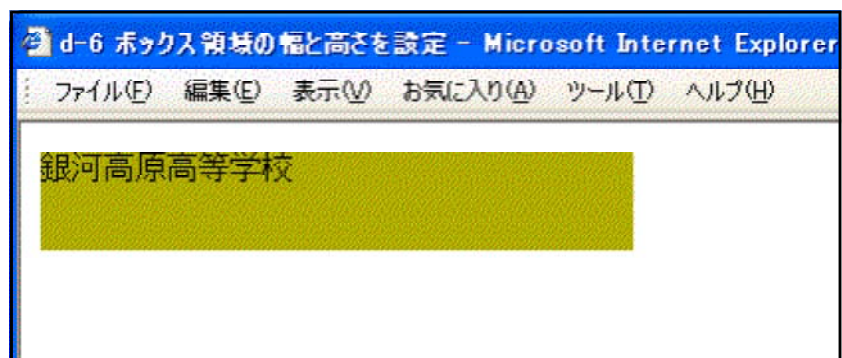 d-6 ボックス領域の幅と高さを設定 - Microsoft Internet Explorer
ファイル(F) 編集(E) 表示(V) お気に入り(A) ツール(T) ヘルプ(H)
銀河高原高等学校